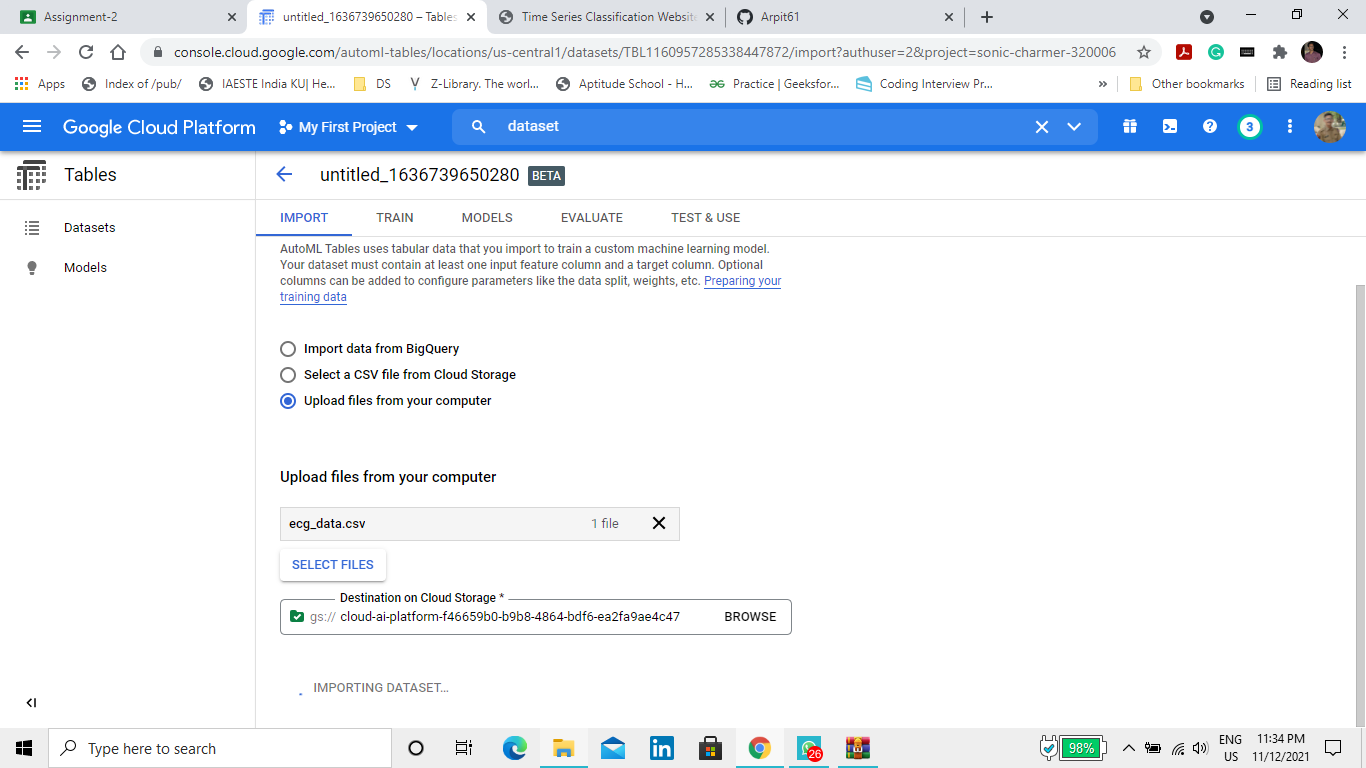 Assignment-2
untitled_1636739650280 – Tables
Time Series Classification Website
Arpit61
console.cloud.google.com/automl-tables/locations/us-central1/datasets/TBL1160957285338447872/import?authuser=2&project=sonic-charmer-320006
Apps
Index of /pub/
IAESTE India KUJ He...
DS
Z-Library. The worl...
Aptitude School - H...
Practice | Geeksfor...
Coding Interview Pr...
»
Other bookmarks
Reading list
Google Cloud Platform
My First Project
dataset
3
Tables
untitled_1636739650280 BETA
Datasets
Models
IMPORT TRAIN MODELS EVALUATE TEST & USE
AutoML Tables uses tabular data that you import to train a custom machine learning model.
Your dataset must contain at least one input feature column and a target column. Optional
columns can be added to configure parameters like the data split, weights, etc. Preparing your
training data
Import data from BigQuery
Select a CSV file from Cloud Storage
Upload files from your computer
Upload files from your computer
ecg_data.csv 1 file
SELECT FILES
Destination on Cloud Storage *
gs:// cloud-ai-platform-f46659b0-b9b8-4864-bdf6-ea2fa9ae4c47 BROWSE
IMPORTING DATASET...
Type here to search
26
98%
ENG
US
11:34 PM
11/12/2021